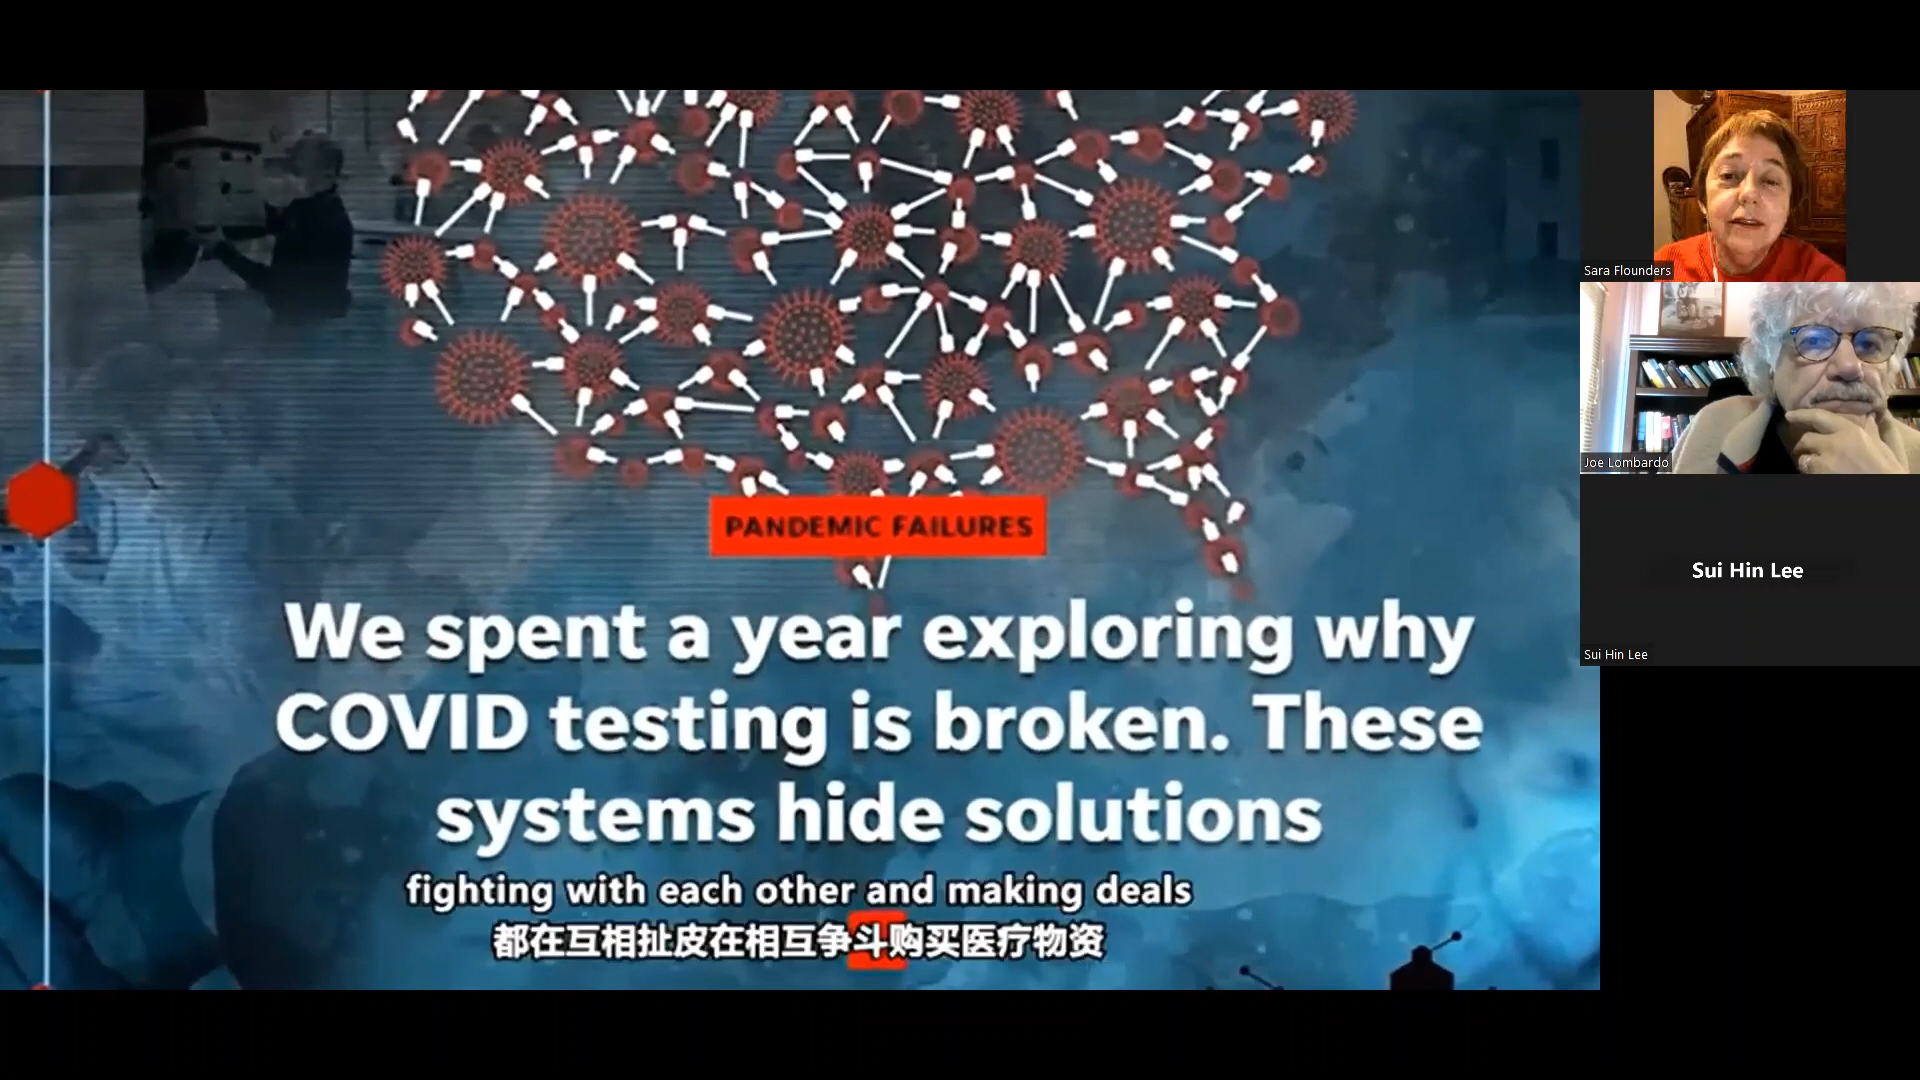 PANDEMIC FAILURES
We spent a year exploring why
COVID testing is broken. These
systems hide solutions
fighting with each other and making deals
都在互相扯皮在相互争斗购买医疗物资
Sara Flounders
Joe Lombardo
Sui Hin Lee
Sui Hin Lee